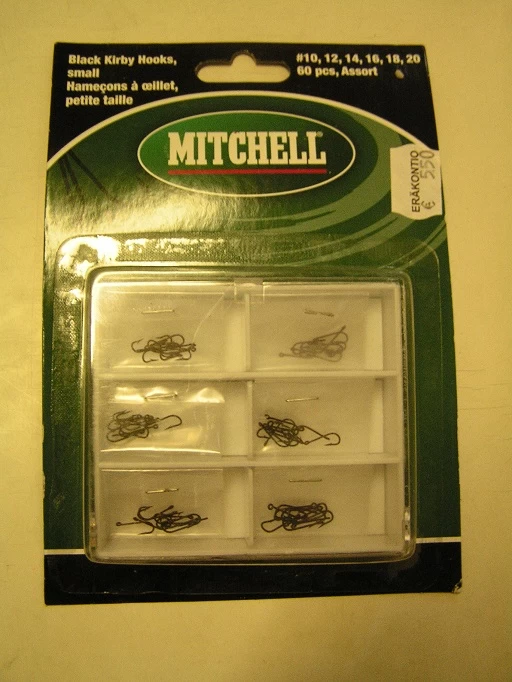 Black Kirby Hooks,
small
Hameçons à œillet,
petite taille
#10, 12, 14, 16, 18, 20
60 pcs, Assort
MITCHELL®
ERÄKONTIO
€ 550